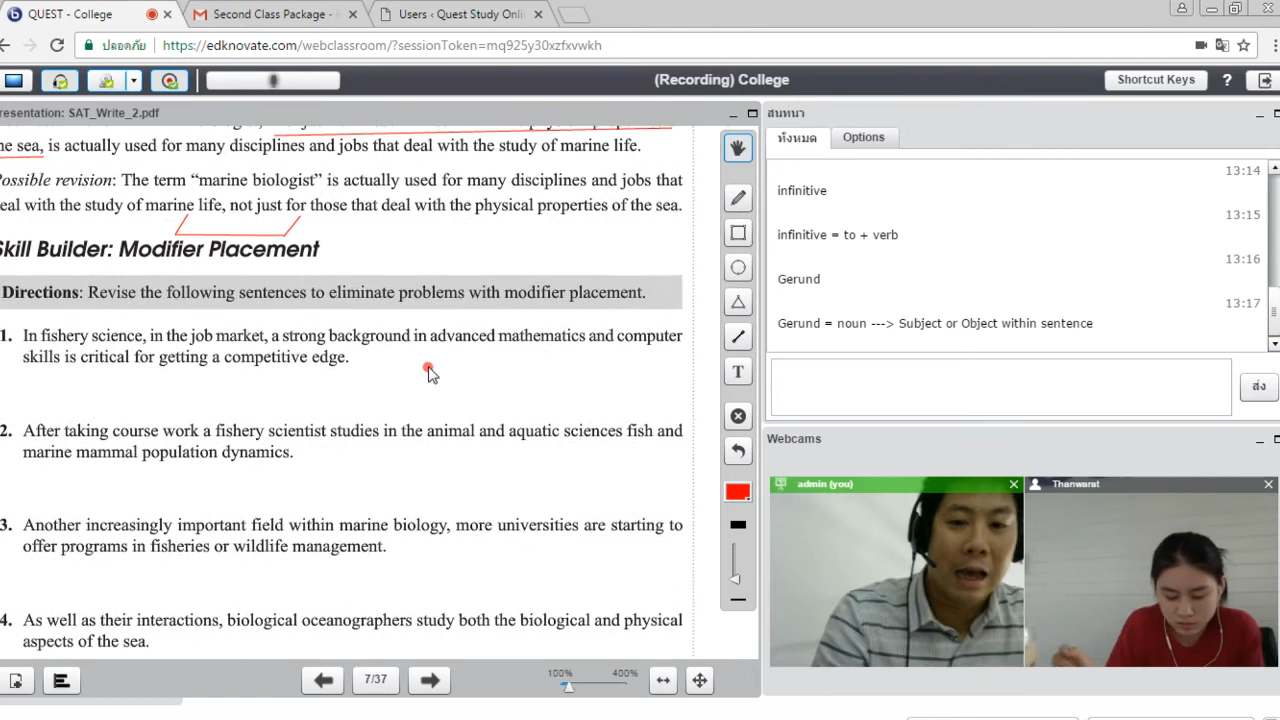 QUEST - College
Second Class Package -
Users ‹ Quest Study Onli
ปลอดภัย https://edknovate.com/webclassroom/?sessionToken=mq925y30xzfxvwkh
(Recording) College
Shortcut Keys
?
resentation: SAT_Write_2.pdf
he sea, is actually used for many disciplines and jobs that deal with the study of marine life.
Possible revision: The term “marine biologist” is actually used for many disciplines and jobs that
eal with the study of marine life, not just for those that deal with the physical properties of the sea.
Skill Builder: Modifier Placement
Directions: Revise the following sentences to eliminate problems with modifier placement.
1. In fishery science, in the job market, a strong background in advanced mathematics and computer
skills is critical for getting a competitive edge.
2. After taking course work a fishery scientist studies in the animal and aquatic sciences fish and
marine mammal population dynamics.
3. Another increasingly important field within marine biology, more universities are starting to
offer programs in fisheries or wildlife management.
4. As well as their interactions, biological oceanographers study both the biological and physical
aspects of the sea.
T
7/37
100%
400%
สนทนา
ทั้งหมด
Options
13:14
infinitive
13:15
infinitive = to + verb
13:16
Gerund
13:17
Gerund = noun ---> Subject or Object within sentence
ส่ง
Webcams
admin (you)
Thanwarat